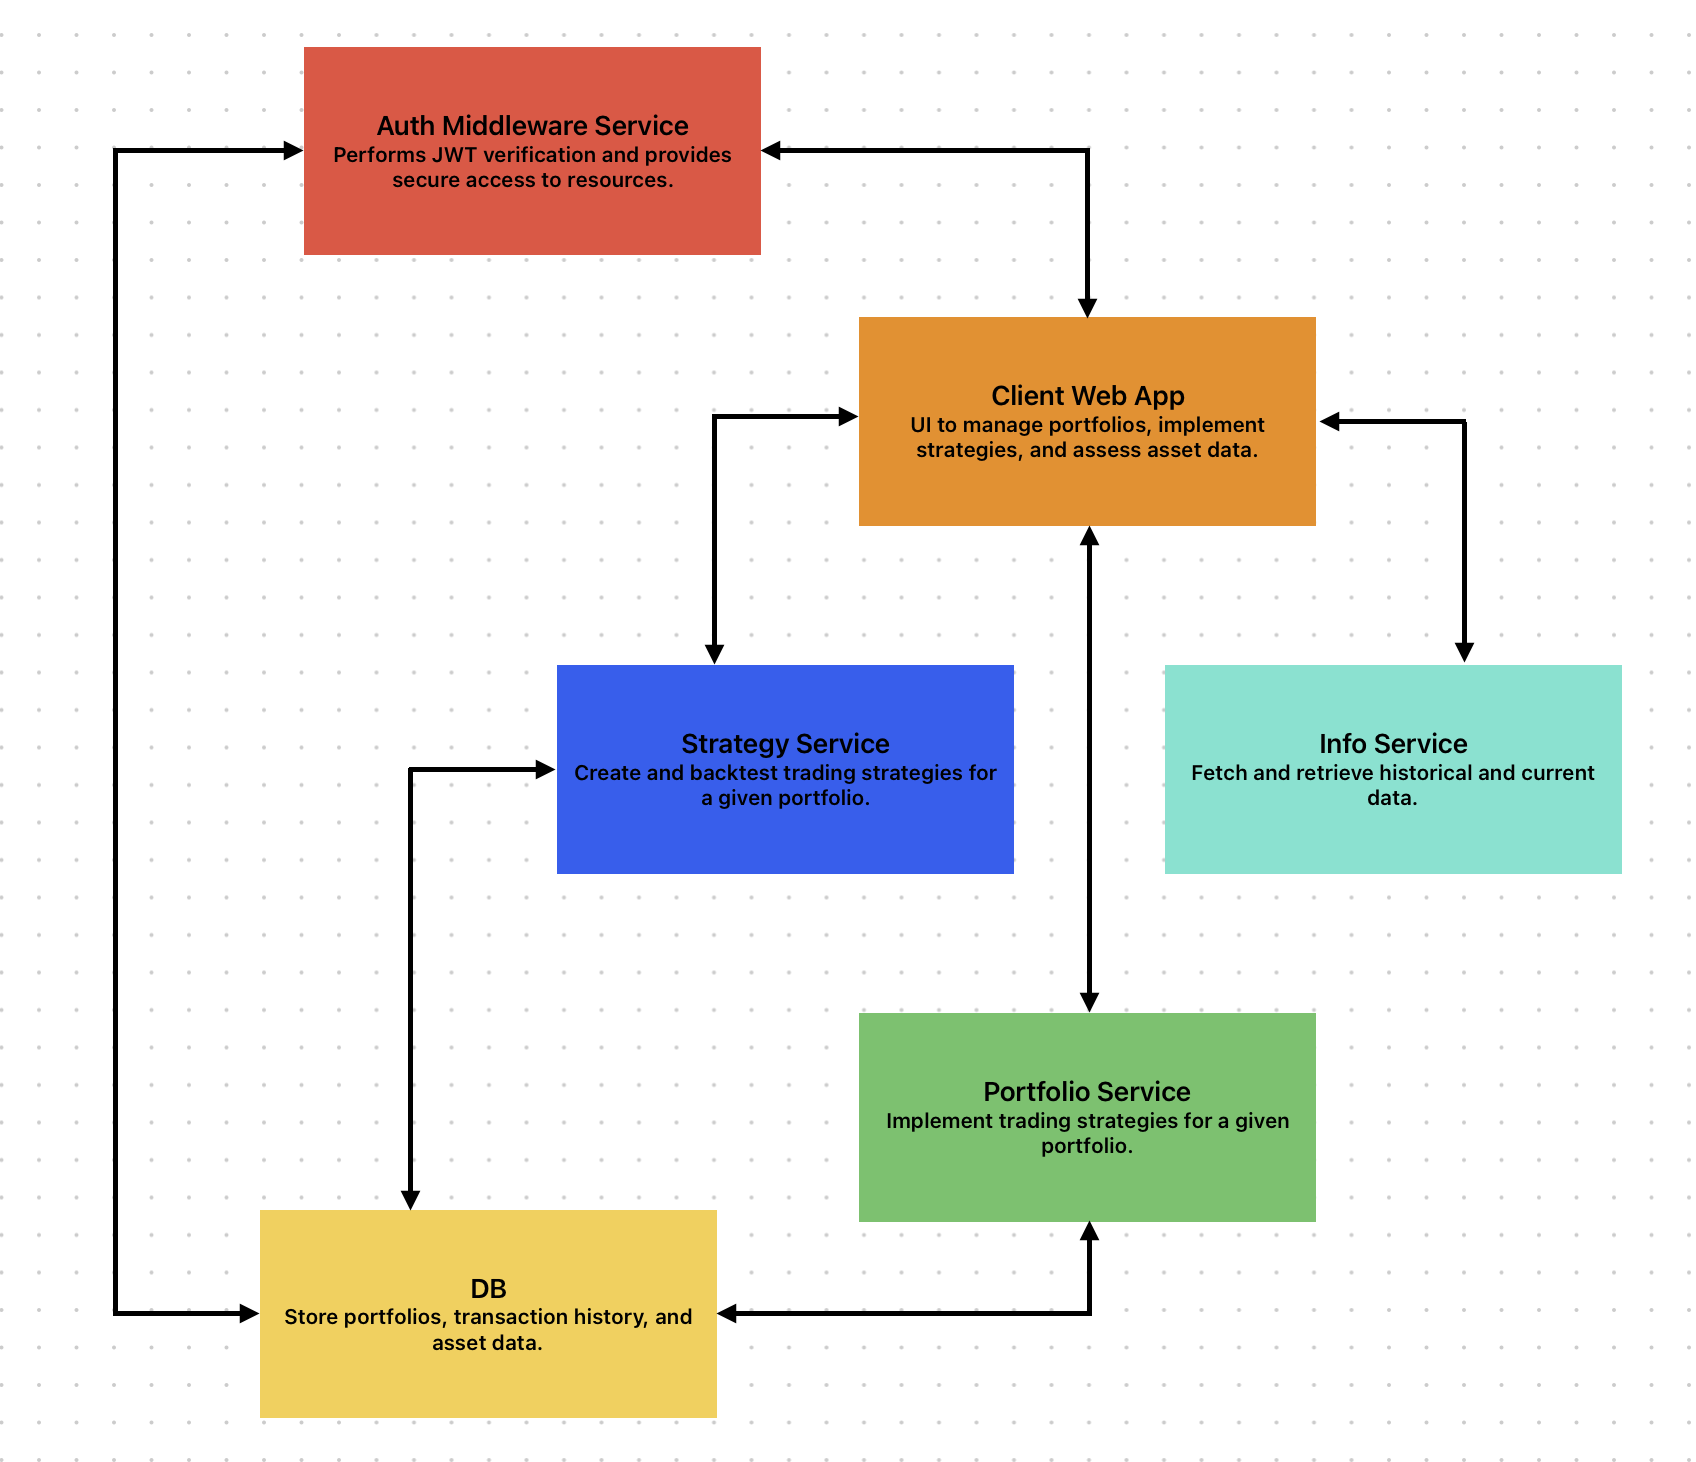 Auth Middleware Service
Performs JWT verification and provides
secure access to resources.
Client Web App
UI to manage portfolios, implement
strategies, and assess asset data.
Strategy Service
Create and backtest trading strategies for
a given portfolio.
Info Service
Fetch and retrieve historical and current
data.
Portfolio Service
Implement trading strategies for a given
portfolio.
DB
Store portfolios, transaction history, and
asset data.